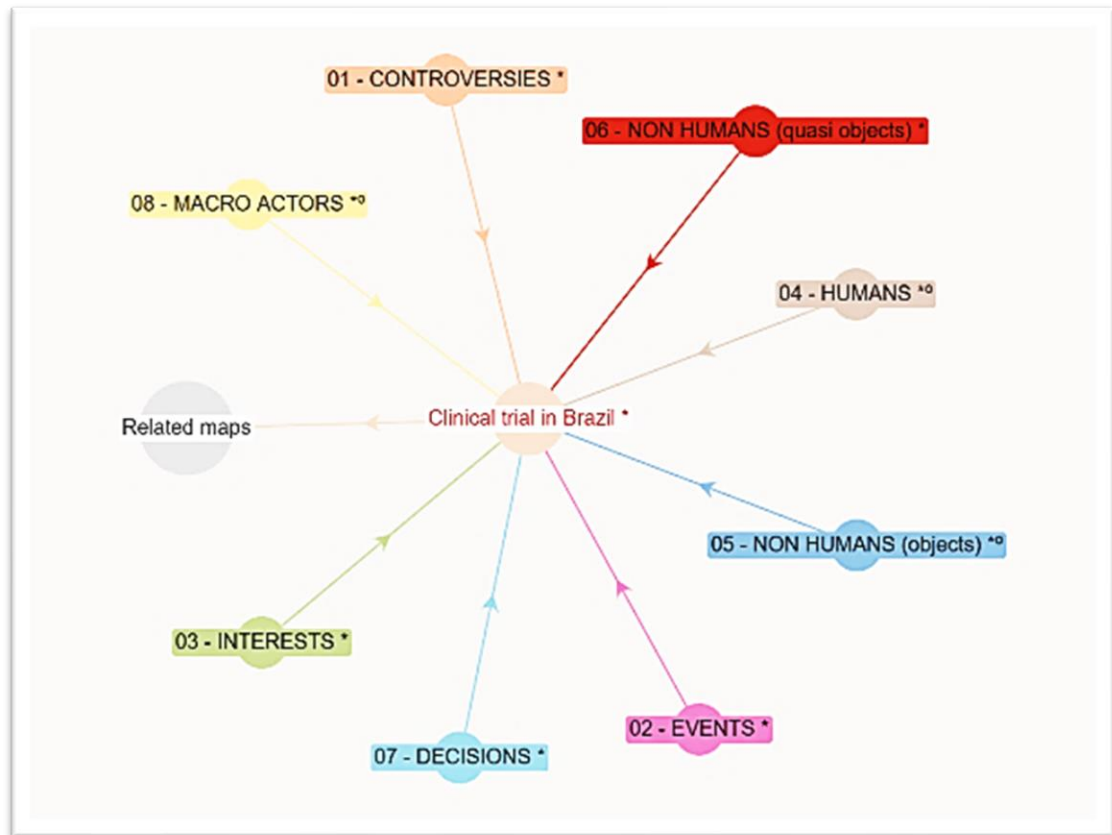 01 - CONTROVERSIES *
06 - NON HUMANS (quasi objects) *
08 - MACRO ACTORS *º
04 - HUMANS *º
Clinical trial in Brazil *
Related maps
05 - NON HUMANS (objects) *º
03 - INTERESTS *
02 - EVENTS *
07 - DECISIONS *